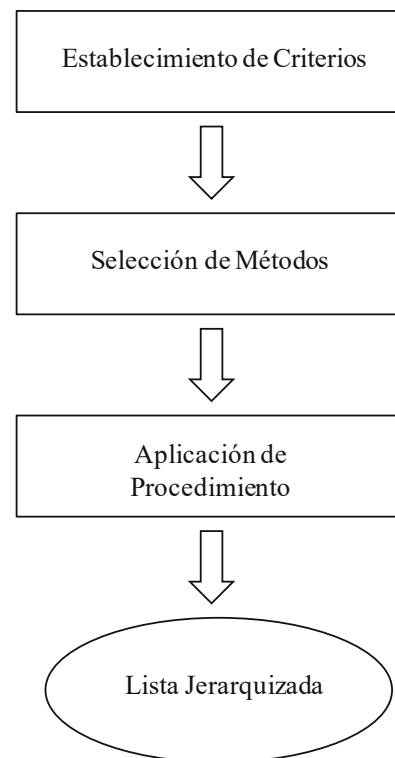 Establecimiento de Criterios
Selección de Métodos
Aplicación de
Procedimiento
Lista Jerarquizada